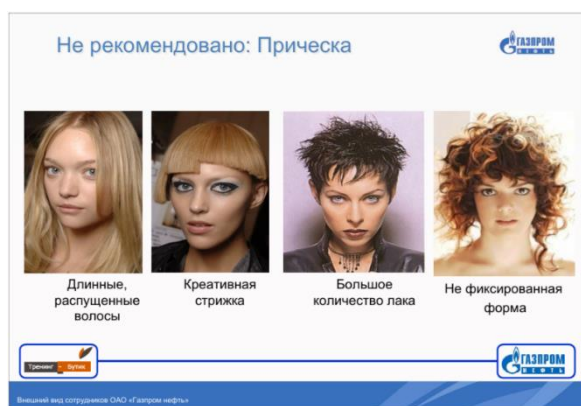 Не рекомендовано: Прическа
ГАЗПРОМ
НЕФТЬ
Длинные,
распущенные
волосы
Креативная
стрижка
Большое
количество лака
Не фиксированная
форма
Тренинг - Бутик
ГАЗПРОМ
НЕФТЬ
Внешний вид сотрудников ОАО «Газпром нефть»